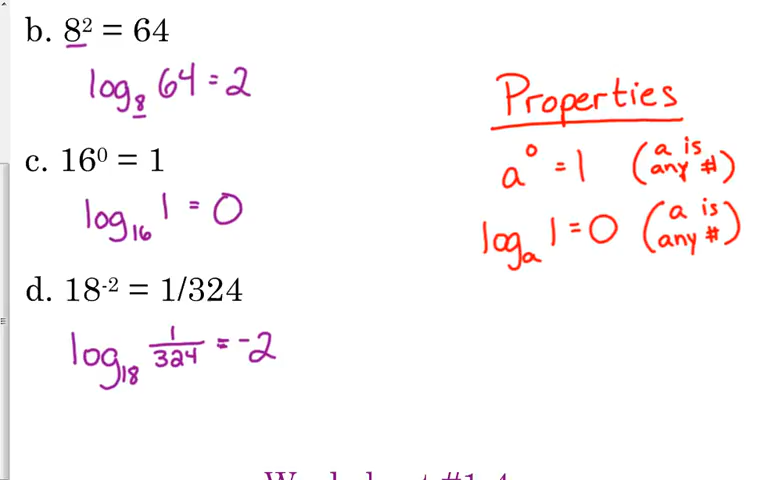 b. 8² = 64
log₈ 64 = 2
c. 16⁰ = 1
log₁₆ 1 = 0
d. 18⁻² = 1/324
log₁₈ 1/324 = -2
Properties
a⁰ = 1 (a is any #)
logₐ 1 = 0 (a is any #)